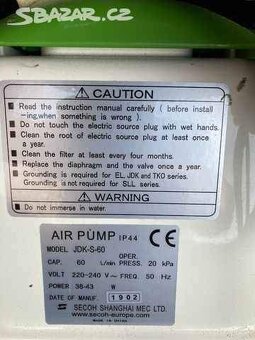 SBAZAR.CZ
⚠ CAUTION
• Read the instruction manual carefully ( before install
-ing,when something is wrong ).
• Do not touch the electric source plug with wet hands.
• Clean the root of electric source plug at least once
a year.
• Clean the filter at least every four months.
• Replace the diaphragm and the valve once a year.
• Grounding is required for EL, JDK and TKO series.
• Grounding is not required for SLL series.
⚠ WARNING
• Do not immerse in water.
AIR PUMP IP44 CE
MODEL JDK-S-60
CAP. 60 L/min OPER. PRESS. 20 kPa
VOLT 220-240 V ~ FREQ. 50 Hz
POWER 38-43 W
DATE OF MANUF. 1902
SECOH SHANGHAI MEC LTD.
www.secoh-europe.com
MADE IN CHINA